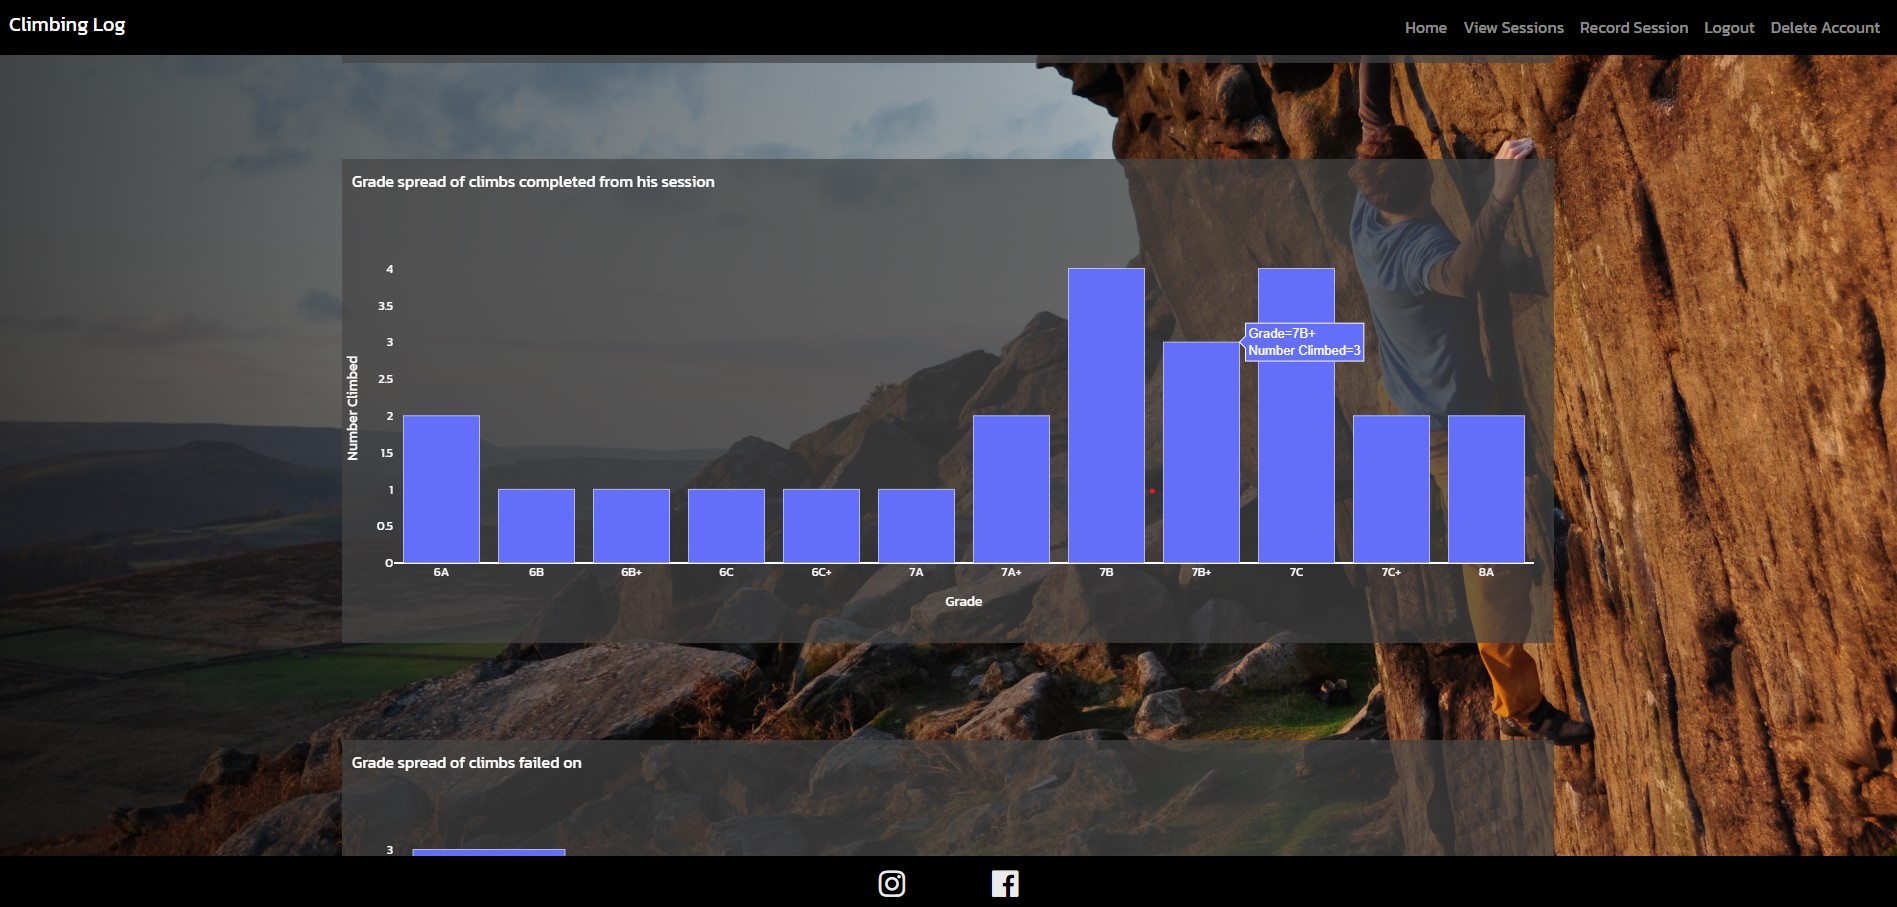 Climbing Log
Home View Sessions Record Session Logout Delete Account
Grade spread of climbs completed from his session
4
3.5
3
2.5
2
1.5
1
0.5
0
Number Climbed
Grade=7B+
Number Climbed=3
6A 6B 6B+ 6C 6C+ 7A 7A+ 7B 7B+ 7C 7C+ 8A
Grade
Grade spread of climbs failed on
3